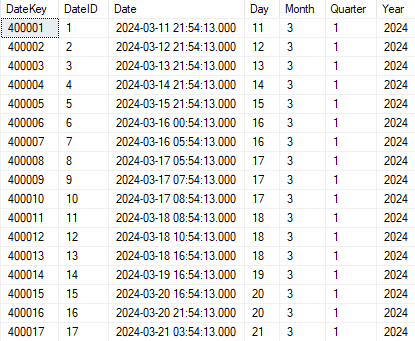 DateKey DateID Date Day Month Quarter Year
400001 1 2024-03-11 21:54:13.000 11 3 1 2024
400002 2 2024-03-12 21:54:13.000 12 3 1 2024
400003 3 2024-03-13 21:54:13.000 13 3 1 2024
400004 4 2024-03-14 21:54:13.000 14 3 1 2024
400005 5 2024-03-15 21:54:13.000 15 3 1 2024
400006 6 2024-03-16 00:54:13.000 16 3 1 2024
400007 7 2024-03-16 05:54:13.000 16 3 1 2024
400008 8 2024-03-17 05:54:13.000 17 3 1 2024
400009 9 2024-03-17 07:54:13.000 17 3 1 2024
400010 10 2024-03-17 08:54:13.000 17 3 1 2024
400011 11 2024-03-18 08:54:13.000 18 3 1 2024
400012 12 2024-03-18 10:54:13.000 18 3 1 2024
400013 13 2024-03-18 16:54:13.000 18 3 1 2024
400014 14 2024-03-19 16:54:13.000 19 3 1 2024
400015 15 2024-03-20 16:54:13.000 20 3 1 2024
400016 16 2024-03-20 21:54:13.000 20 3 1 2024
400017 17 2024-03-21 03:54:13.000 21 3 1 2024